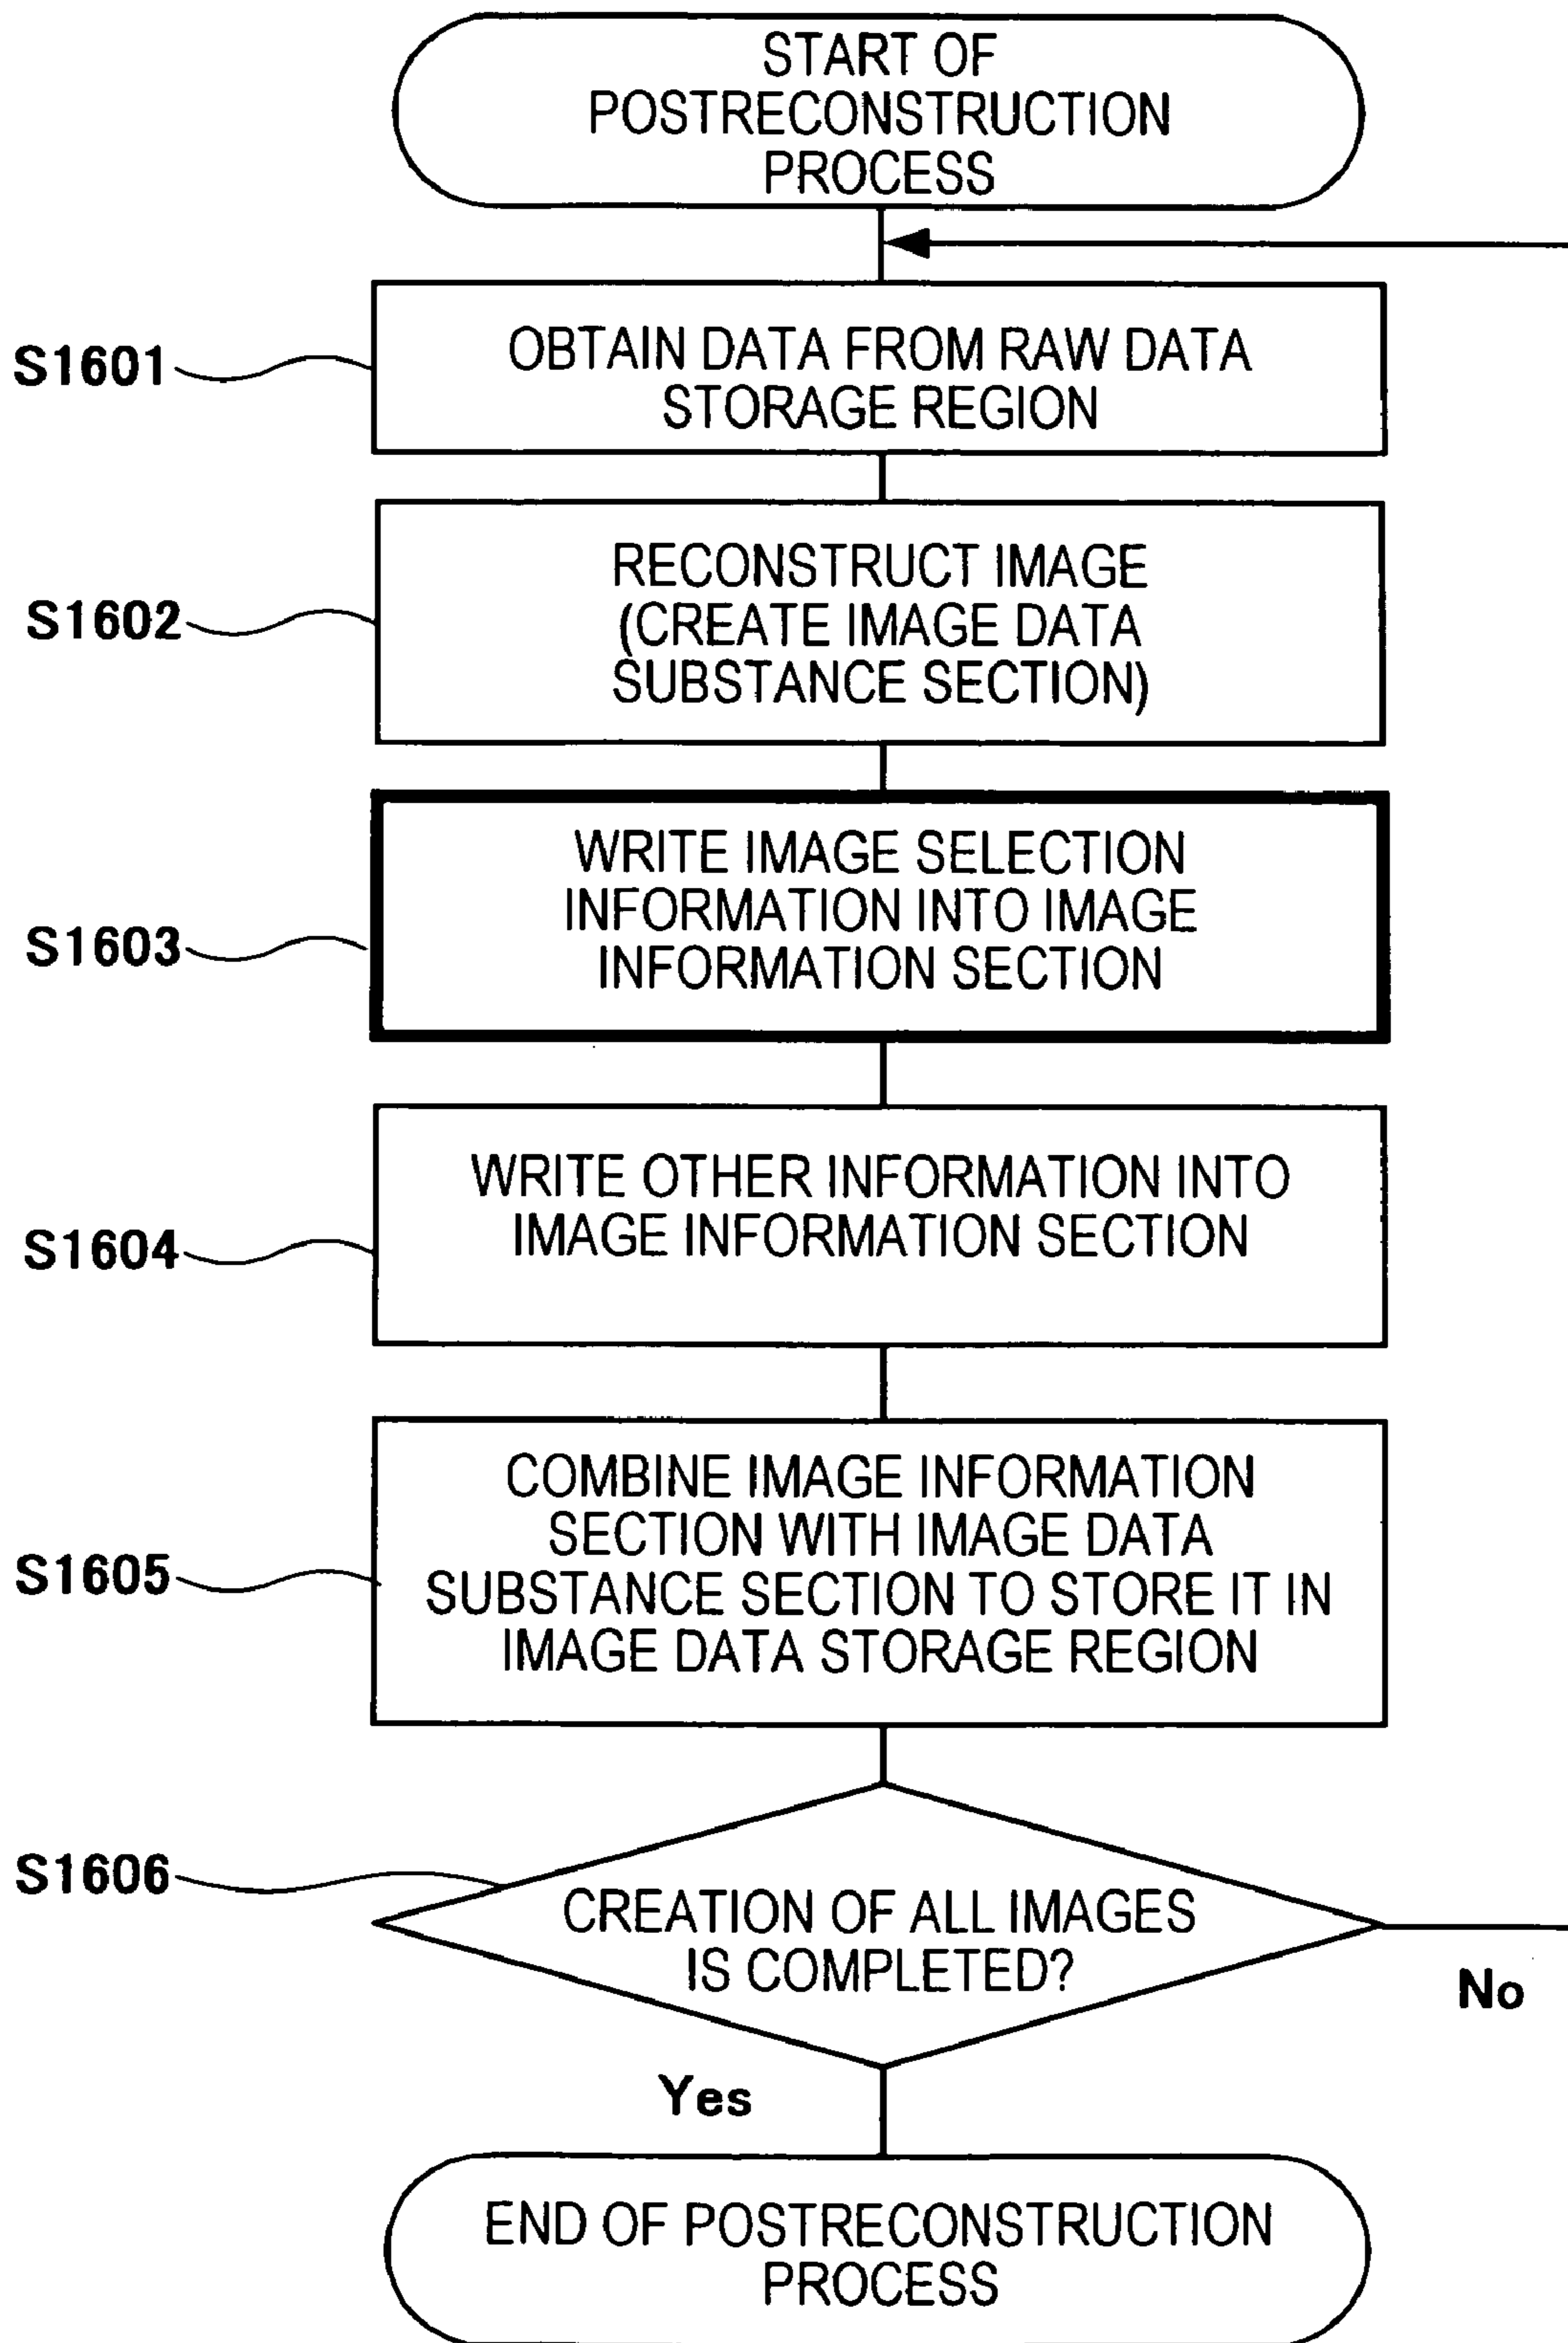 START OF
POSTRECONSTRUCTION
PROCESS
S1601
OBTAIN DATA FROM RAW DATA
STORAGE REGION
S1602
RECONSTRUCT IMAGE
(CREATE IMAGE DATA
SUBSTANCE SECTION)
S1603
WRITE IMAGE SELECTION
INFORMATION INTO IMAGE
INFORMATION SECTION
S1604
WRITE OTHER INFORMATION INTO
IMAGE INFORMATION SECTION
S1605
COMBINE IMAGE INFORMATION
SECTION WITH IMAGE DATA
SUBSTANCE SECTION TO STORE IT IN
IMAGE DATA STORAGE REGION
S1606
CREATION OF ALL IMAGES
IS COMPLETED?
No
Yes
END OF POSTRECONSTRUCTION
PROCESS